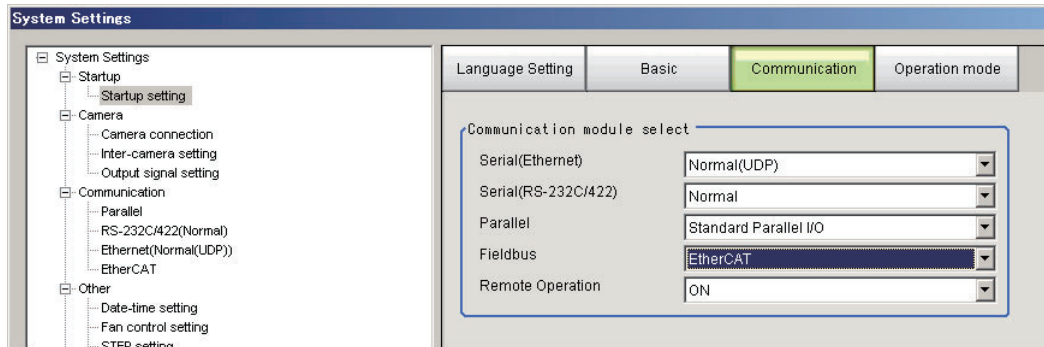 System Settings
System Settings
Startup
Startup setting
Camera
Camera connection
Inter-camera setting
Output signal setting
Communication
Parallel
RS-232C/422(Normal)
Ethernet(Normal(UDP))
EtherCAT
Other
Date-time setting
Fan control setting
STEP setting
Language Setting
Basic
Communication
Operation mode
Communication module select
Serial(Ethernet)
Normal(UDP)
Serial(RS-232C/422)
Normal
Parallel
Standard Parallel I/O
Fieldbus
EtherCAT
Remote Operation
ON